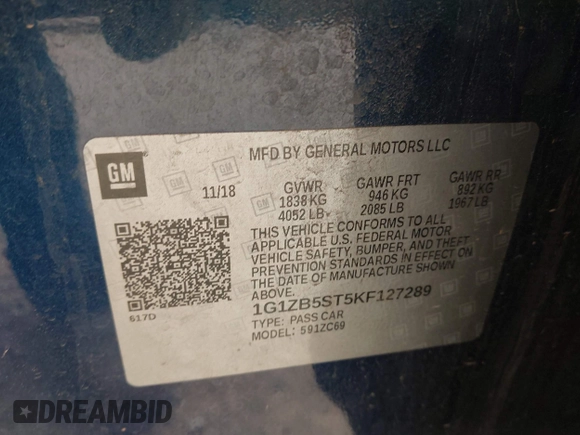 MFD BY GENERAL MOTORS LLC
GM
11/18
GVWR GAWR FRT GAWR RR
1838 KG 946 KG 892 KG
4052 LB 2085 LB 1967 LB
THIS VEHICLE CONFORMS TO ALL
APPLICABLE U.S. FEDERAL MOTOR
VEHICLE SAFETY, BUMPER, AND THEFT
PREVENTION STANDARDS IN EFFECT ON
THE DATE OF MANUFACTURE SHOWN
ABOVE.
1G1ZB5ST5KF127289
617D
TYPE: PASS CAR
MODEL: 591ZC69
DREAMBID